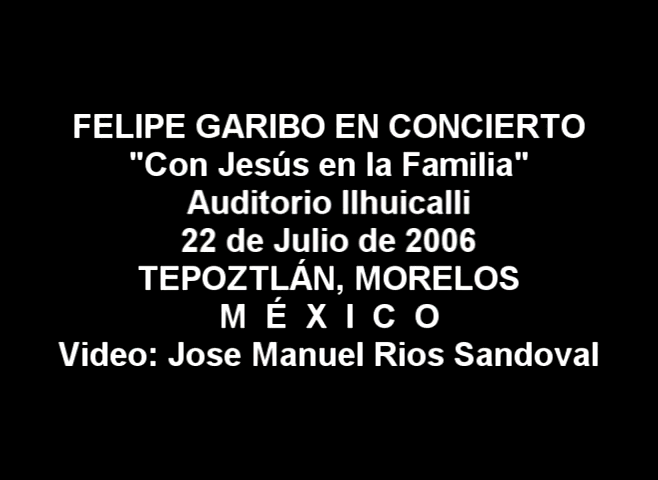 FELIPE GARIBO EN CONCIERTO
"Con Jesús en la Familia"
Auditorio Ilhuicalli
22 de Julio de 2006
TEPOZTLÁN, MORELOS
M É X I C O
Video: Jose Manuel Rios Sandoval